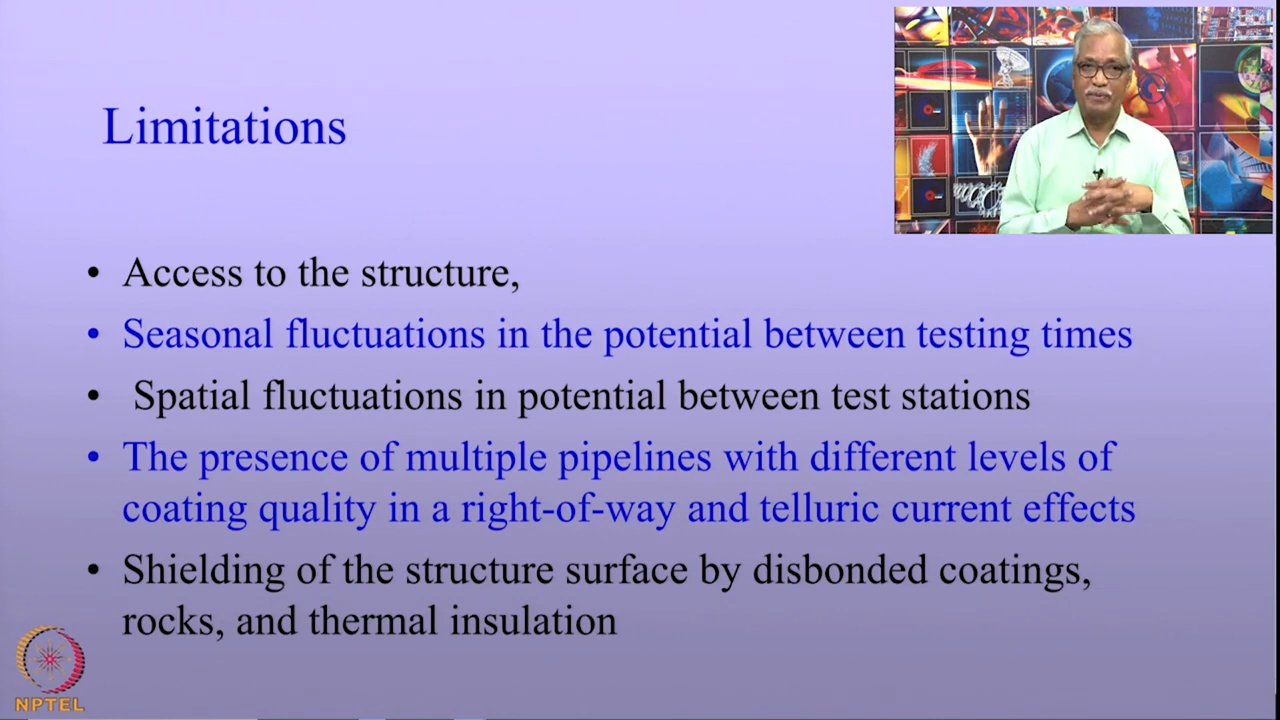 Limitations
• Access to the structure,
• Seasonal fluctuations in the potential between testing times
• Spatial fluctuations in potential between test stations
• The presence of multiple pipelines with different levels of
coating quality in a right-of-way and telluric current effects
• Shielding of the structure surface by disbonded coatings,
rocks, and thermal insulation
NPTEL